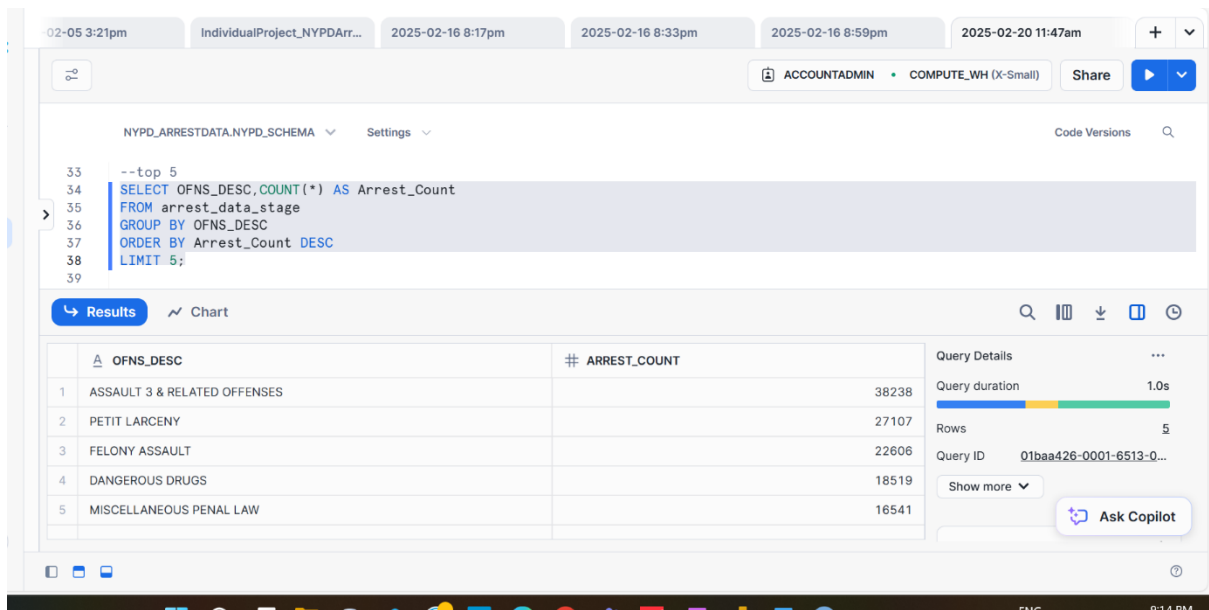 -02-05 3:21pm
IndividualProject_NYPDArr...
2025-02-16 8:17pm
2025-02-16 8:33pm
2025-02-16 8:59pm
2025-02-20 11:47am
ACCOUNTADMIN • COMPUTE_WH (X-Small)
Share
NYPD_ARRESTDATA.NYPD_SCHEMA
Settings
Code Versions
33 --top 5
34 SELECT OFNS_DESC,COUNT(*) AS Arrest_Count
35 FROM arrest_data_stage
36 GROUP BY OFNS_DESC
37 ORDER BY Arrest_Count DESC
38 LIMIT 5;
39
Results
Chart
A OFNS_DESC # ARREST_COUNT
1 ASSAULT 3 & RELATED OFFENSES 38238
2 PETIT LARCENY 27107
3 FELONY ASSAULT 22606
4 DANGEROUS DRUGS 18519
5 MISCELLANEOUS PENAL LAW 16541
Query Details ...
Query duration 1.0s
Rows 5
Query ID 01baa426-0001-6513-0...
Show more
Ask Copilot
ENG
9:14 PM